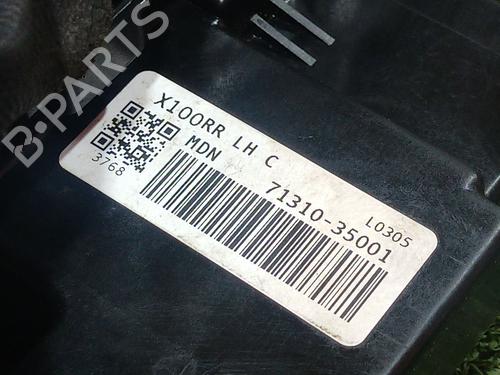 B-PARTS
X100RR LH C
MDN
3768
71310-35001
L0305